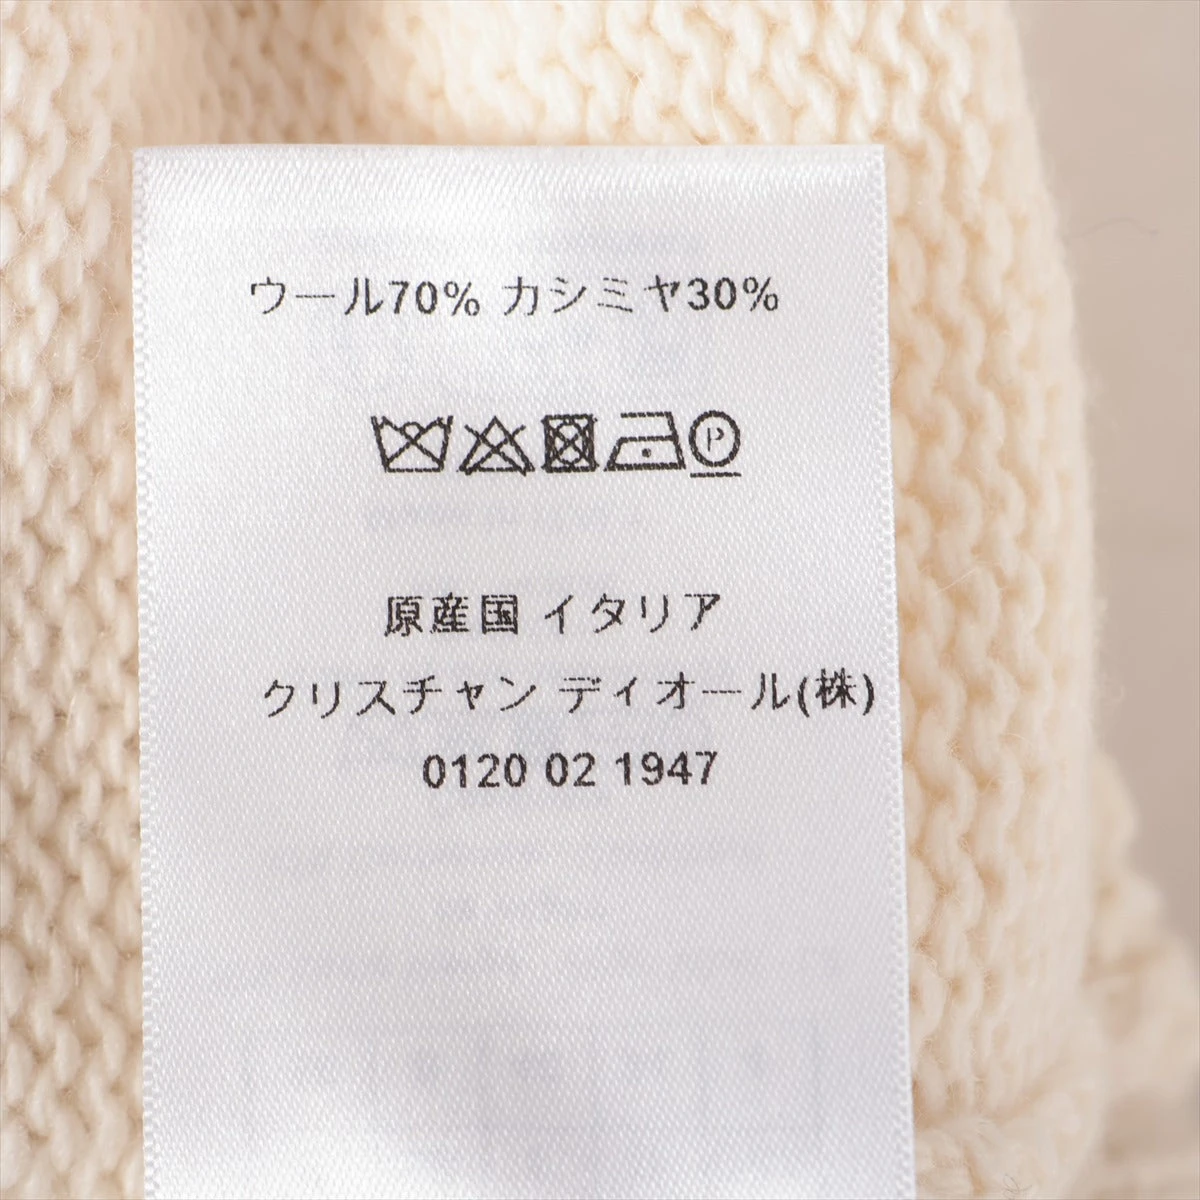 ウール70% カシミヤ30%
P
原産国 イタリア
クリスチャン ディオール(株)
0120 02 1947